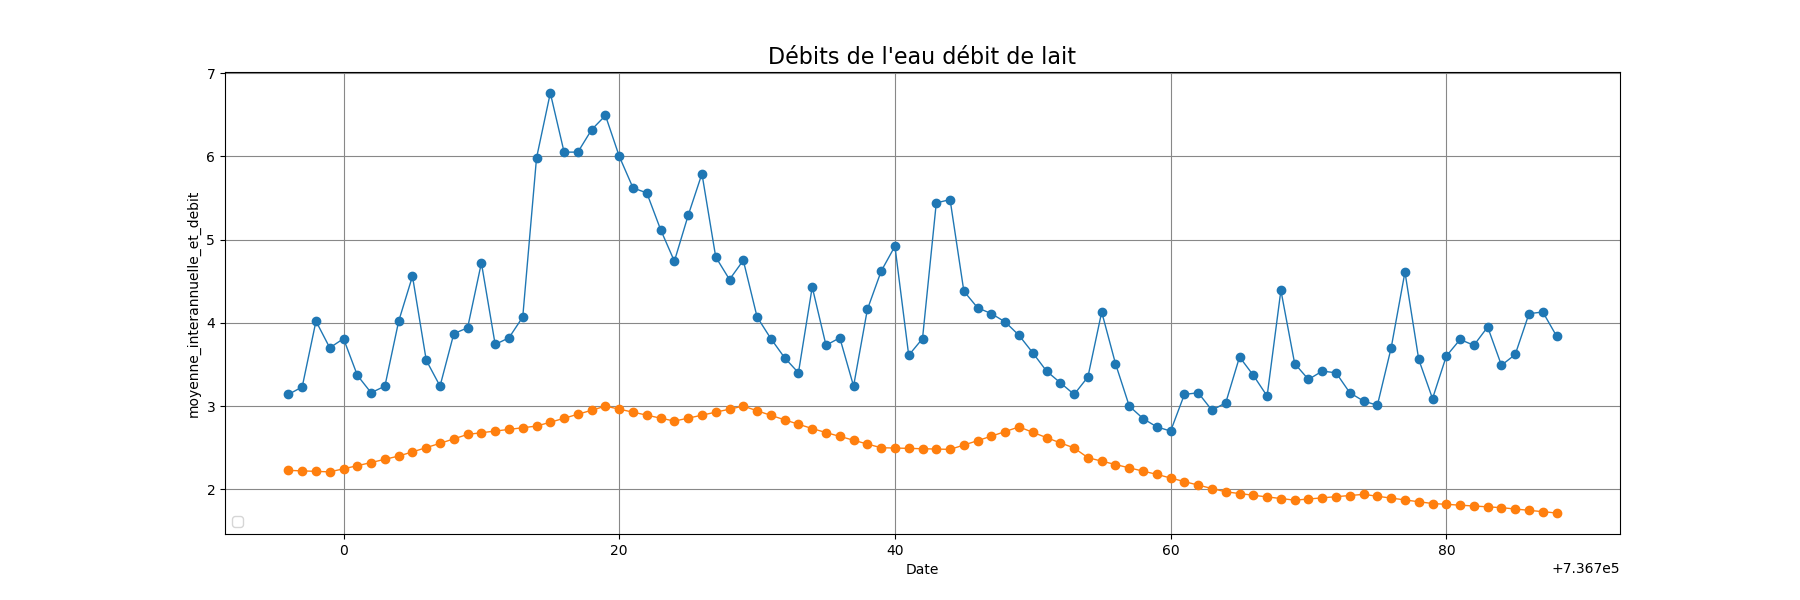 Débits de l'eau débit de lait
7
6
5
4
3
2
moyenne_interannuelle_et_debit
0 20 40 60 80
Date
+7.367e5